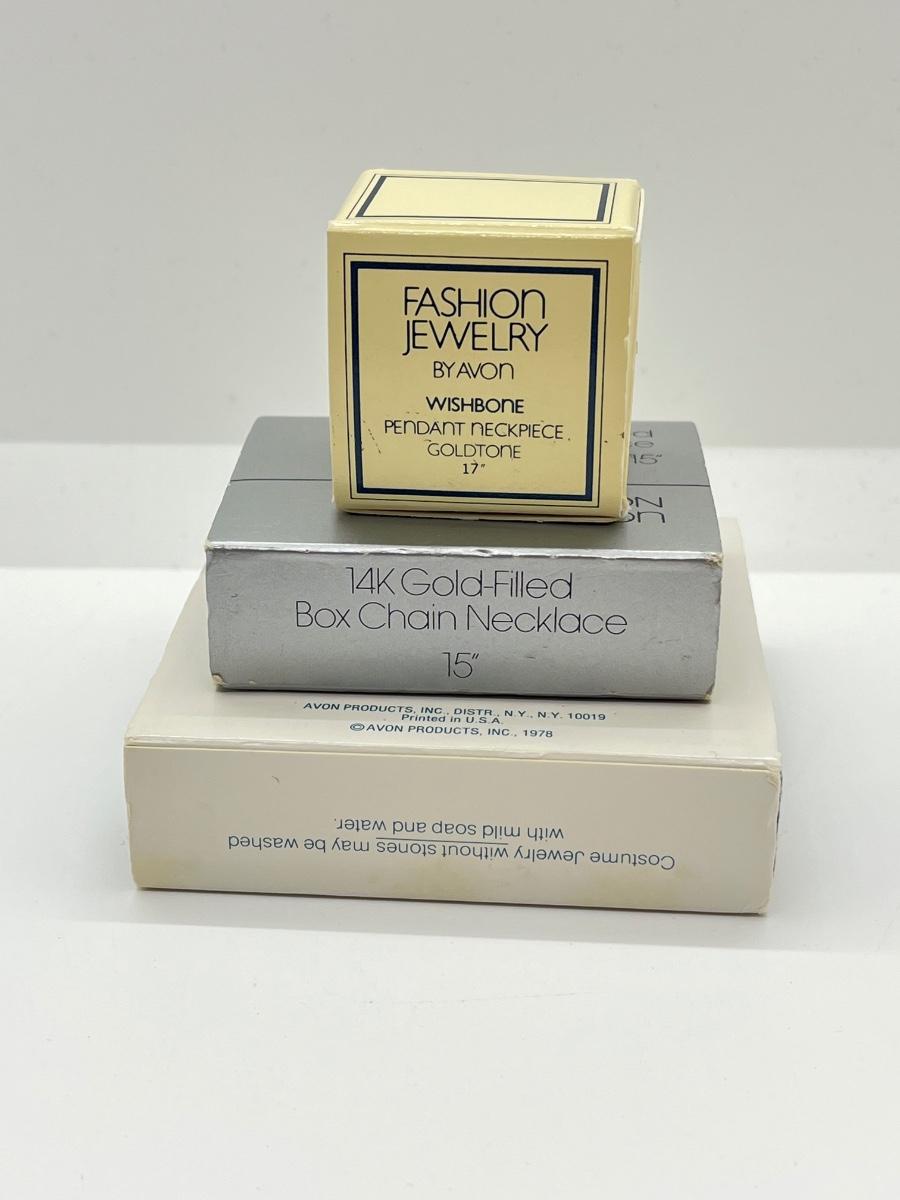 FASHION
JEWELRY
BY AVON
WISHBONE
PENDANT NECKPIECE
GOLDTONE
17"
15"
14K Gold-Filled
Box Chain Necklace
15"
AVON PRODUCTS, INC., DISTR., N.Y., N.Y. 10019
Printed in U.S.A.
©AVON PRODUCTS, INC., 1978
Costume Jewelry without stones may be washed
with mild soap and water.